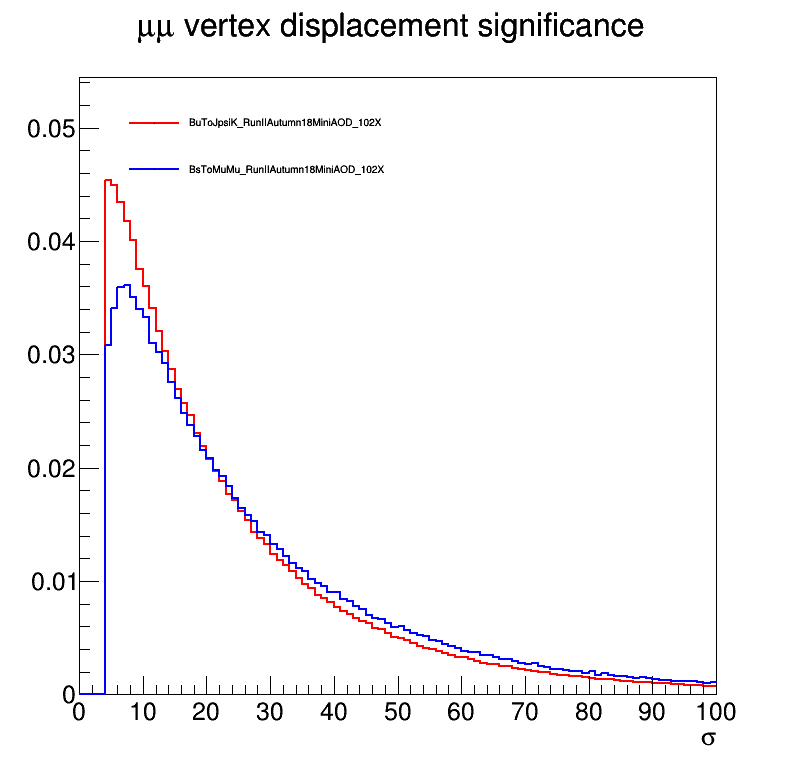 μμ vertex displacement significance
0.05
BuToJpsiK_RunIIAutumn18MiniAOD_102X
BsToMuMu_RunIIAutumn18MiniAOD_102X
0.04
0.03
0.02
0.01
0
0 10 20 30 40 50 60 70 80 90 100
σ